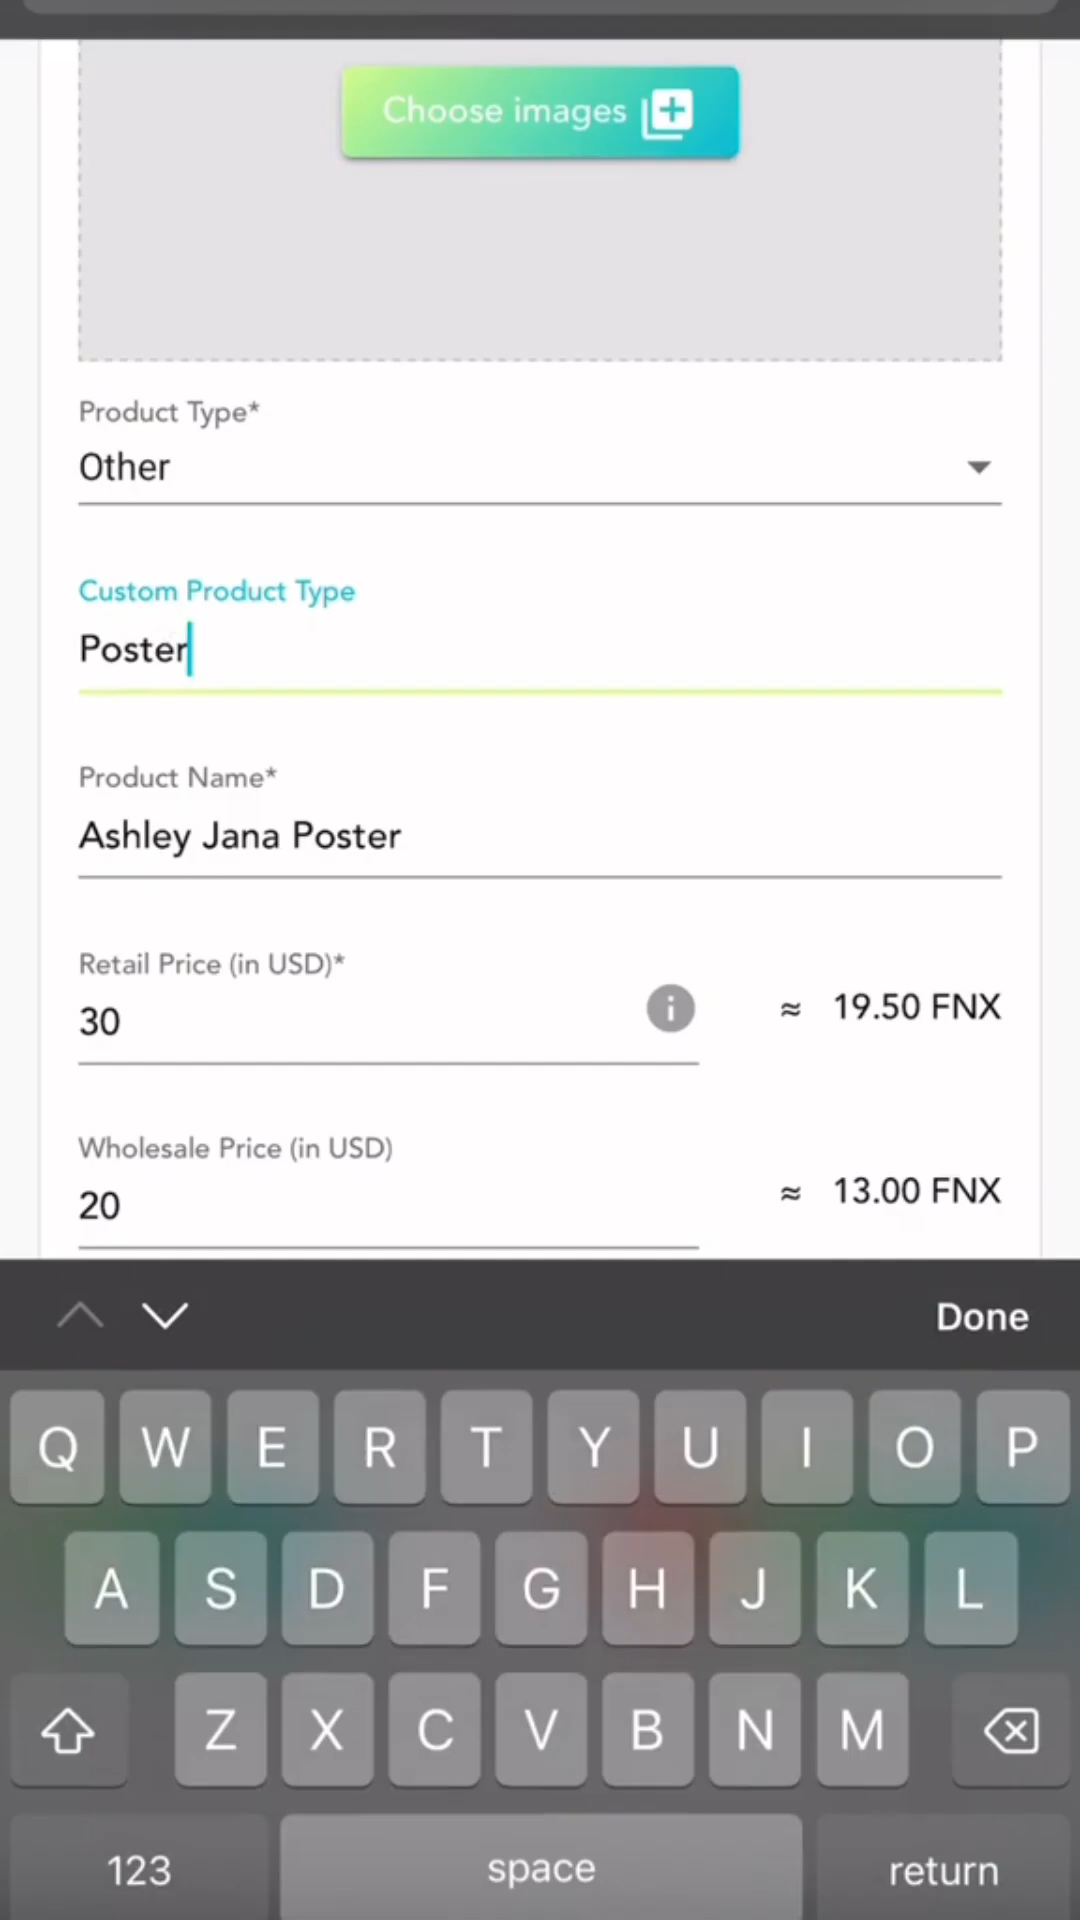 Choose images
Product Type*
Other
Custom Product Type
Poster
Product Name*
Ashley Jana Poster
Retail Price (in USD)*
30
i
≈ 19.50 FNX
Wholesale Price (in USD)
20
≈ 13.00 FNX
Done
Q W E R T Y U I O P
A S D F G H J K L
Z X C V B N M
123 space return